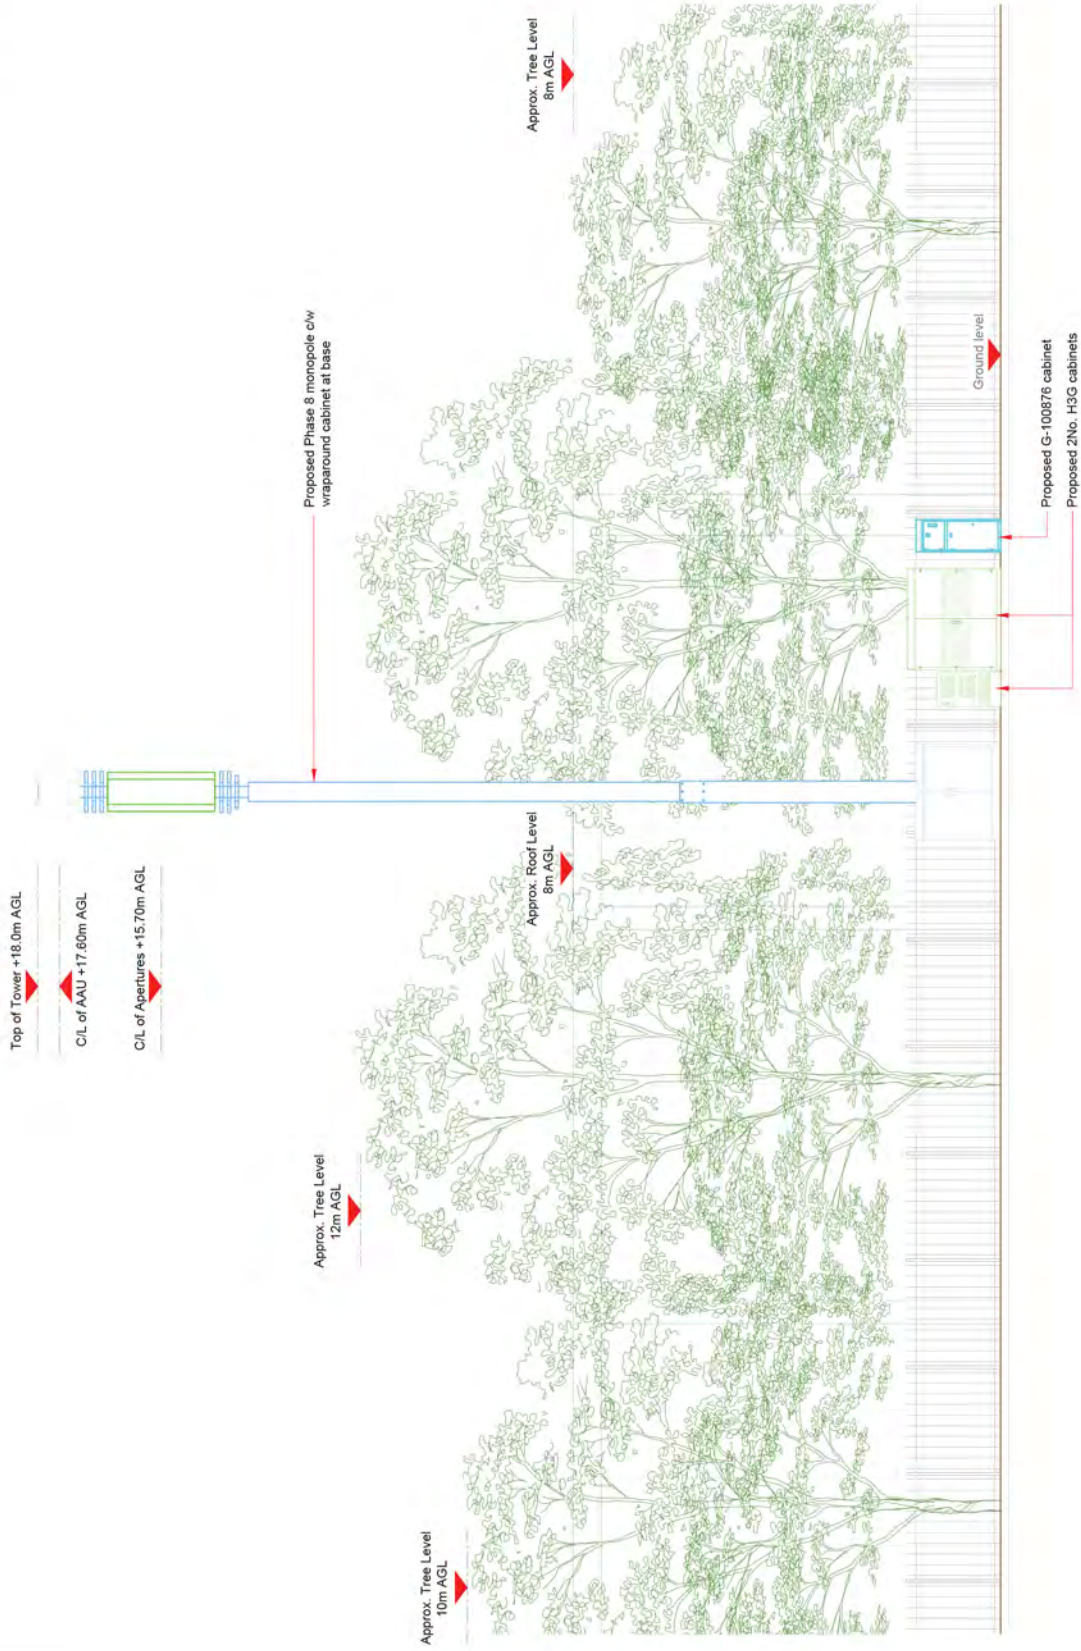 Top of Tower +18.0m AGL
C/L of AAU +17.60m AGL
C/L of Apertures +15.70m AGL
Proposed Phase 8 monopole c/w
wraparound cabinet at base
Approx. Tree Level
12m AGL
Approx. Tree Level
10m AGL
Approx. Roof Level
8m AGL
Approx. Tree Level
8m AGL
Ground level
Proposed G-100876 cabinet
Proposed 2No. H3G cabinets